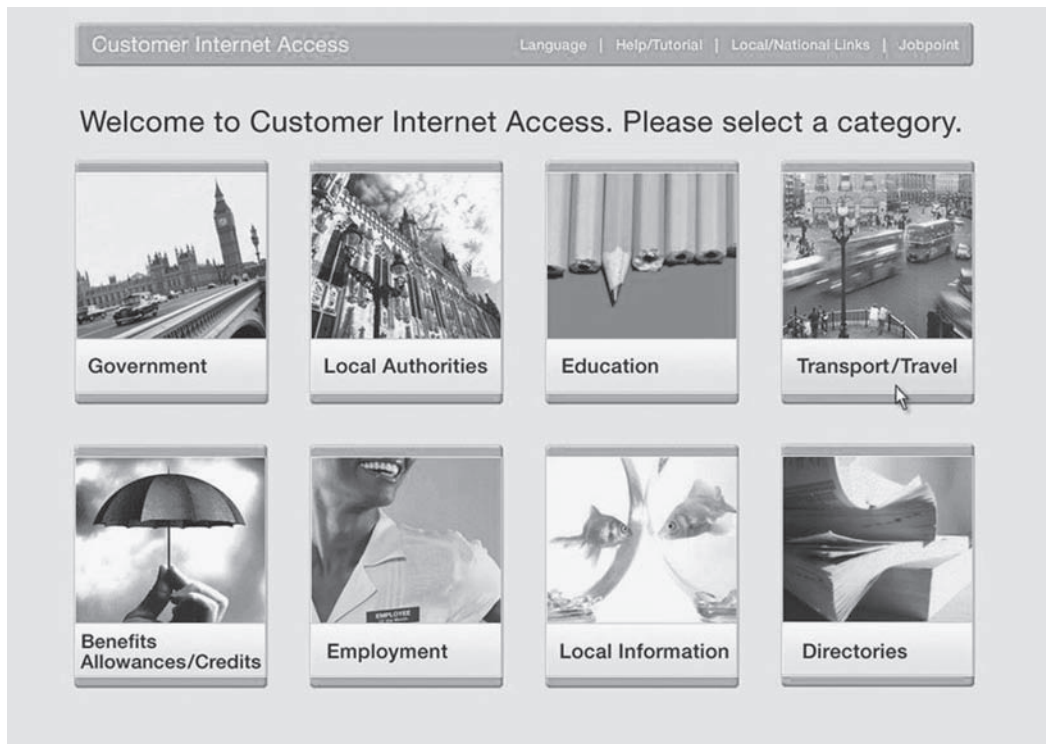 Customer Internet Access
Language | Help/Tutorial | Local/National Links | Jobpoint
Welcome to Customer Internet Access. Please select a category.
Government
Local Authorities
Education
Transport/Travel
EMPLOYEE
Benefits
Allowances/Credits
Employment
Local Information
Directories